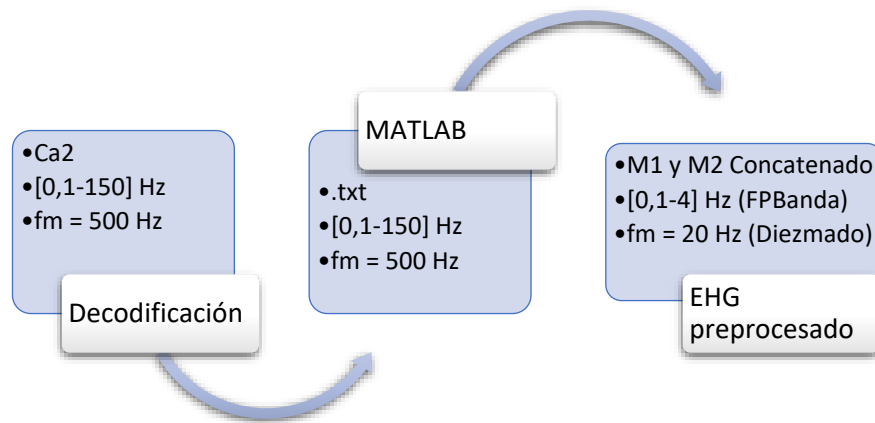 •Ca2
•[0,1-150] Hz
•fm = 500 Hz
Decodificación
MATLAB
•.txt
•[0,1-150] Hz
•fm = 500 Hz
•M1 y M2 Concatenado
•[0,1-4] Hz (FPBanda)
•fm = 20 Hz (Diezmado)
EHG
preprocesado